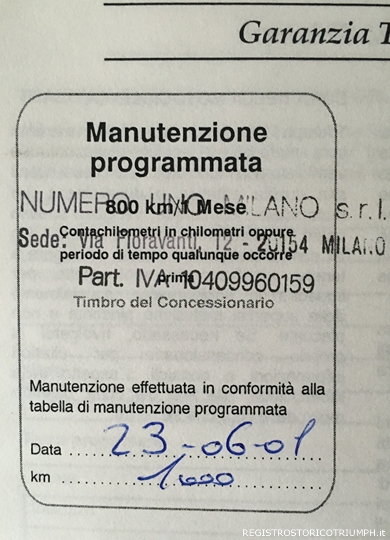 Garanzia T
Manutenzione
programmata
NUMERO UNO MILANO s.r.l.
800 km/1 Mese
Contachilometri in chilometri oppure
Sede: Via Fioravanti, 12 - 20154 MILANO
periodo di tempo qualunque occorre
prima
Part. IVA 10409960159
Timbro del Concessionario
Manutenzione effettuata in conformità alla
tabella di manutenzione programmata
Data 23-06-01
km 1000
REGISTROSTORICOTRIUMPH.it